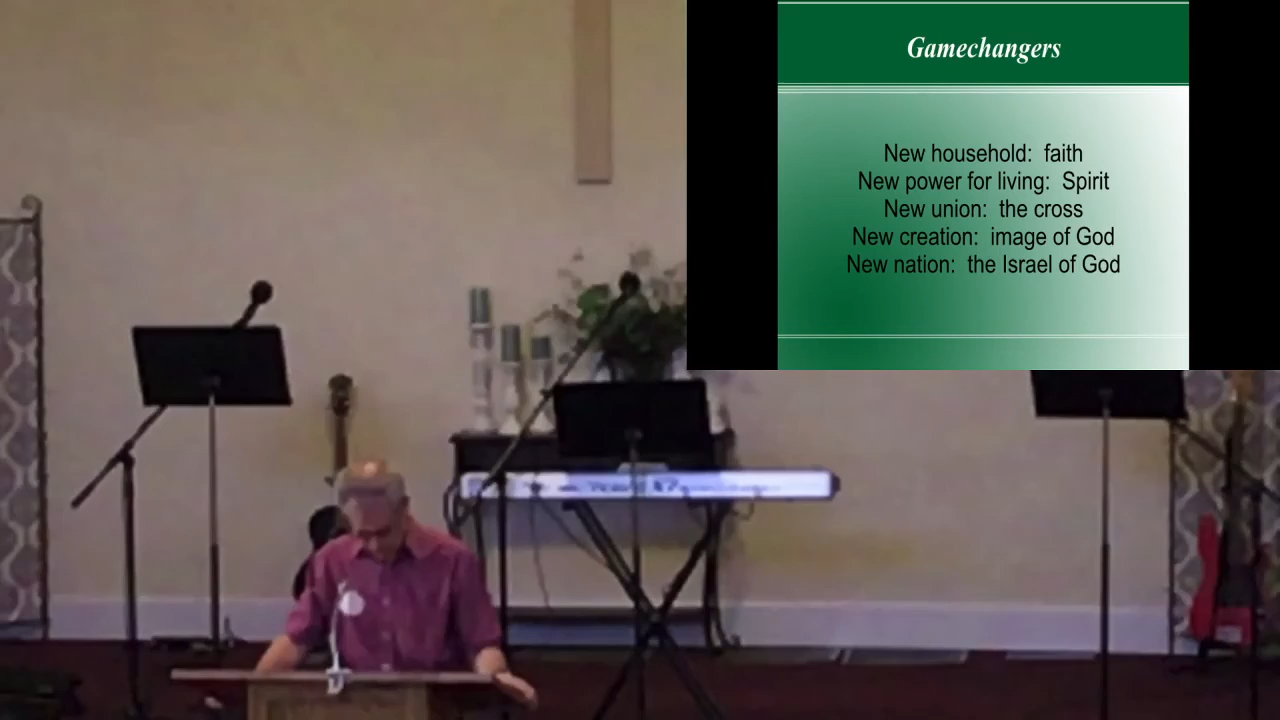 Gamechangers
New household:  faith
New power for living:  Spirit
New union:  the cross
New creation:  image of God
New nation:  the Israel of God